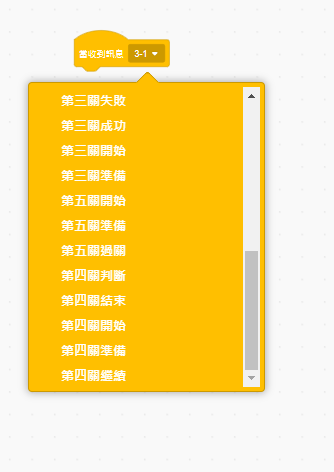 當收到訊息 3-1
第三關失敗
第三關成功
第三關開始
第三關準備
第五關開始
第五關準備
第五關過關
第四關判斷
第四關結束
第四關開始
第四關準備
第四關繼續